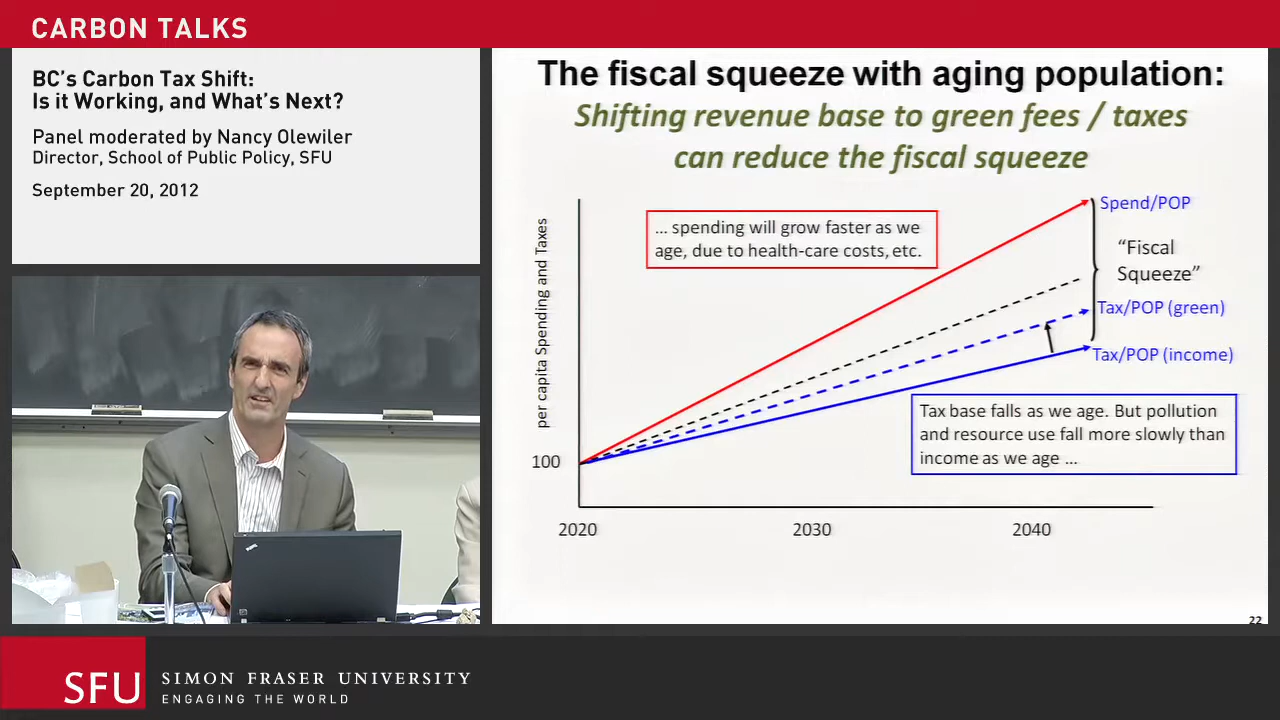 CARBON TALKS
BC's Carbon Tax Shift:
Is it Working, and What's Next?
Panel moderated by Nancy Olewiler
Director, School of Public Policy, SFU
September 20, 2012
The fiscal squeeze with aging population:
Shifting revenue base to green fees / taxes
can reduce the fiscal squeeze
per capita Spending and Taxes
... spending will grow faster as we
age, due to health-care costs, etc.
Spend/POP
“Fiscal
Squeeze”
Tax/POP (green)
Tax/POP (income)
Tax base falls as we age. But pollution
and resource use fall more slowly than
income as we age ...
100
2020 2030 2040
22
SFU
SIMON FRASER UNIVERSITY
ENGAGING THE WORLD